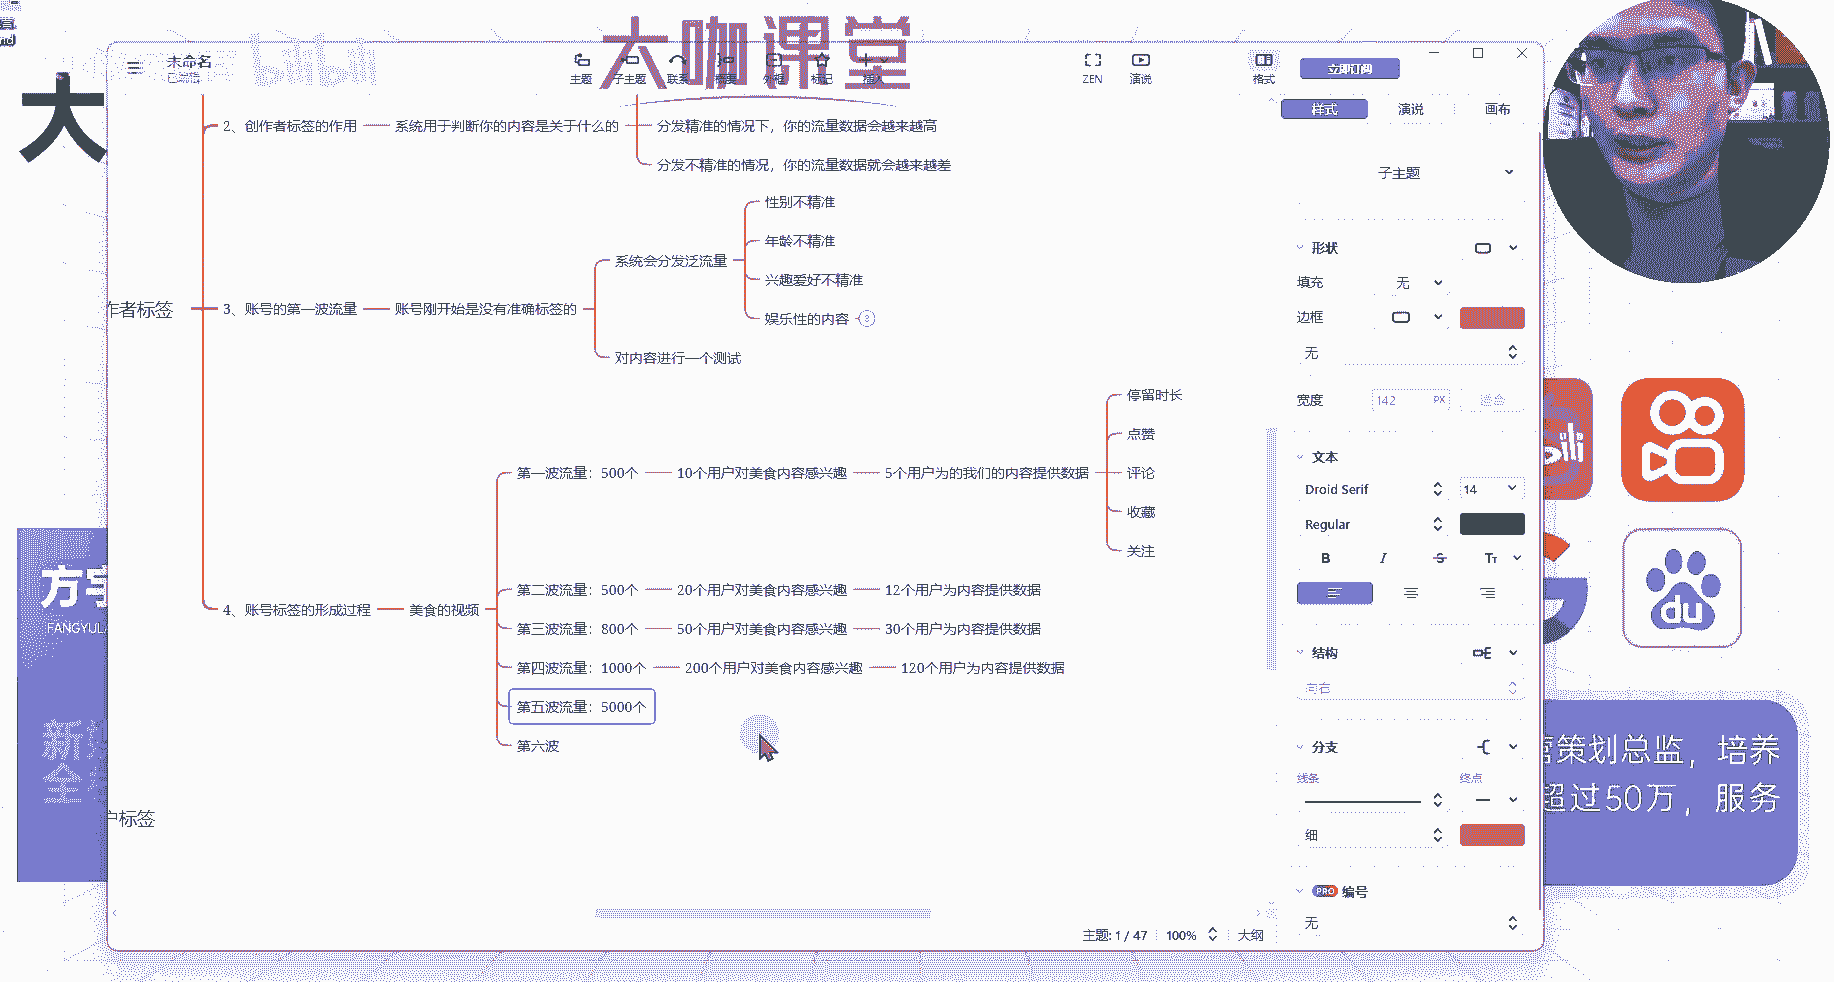 大咖课堂
bilibili
大
未命名
已编辑
主题
子主题
联系
概要
外框
标记
插入
ZEN
演说
格式
立即订阅
样式
演说
画布
2、创作者标签的作用
系统用于判断你的内容是关于什么的
分发精准的情况下，你的流量数据会越来越高
分发不精准的情况，你的流量数据就会越来越差
作者标签
3、账号的第一波流量
账号刚开始是没有准确标签的
系统会分发泛流量
性别不精准
年龄不精准
兴趣爱好不精准
娱乐性的内容
对内容进行一个测试
4、账号标签的形成过程
美食的视频
第一波流量：500个
10个用户对美食内容感兴趣
5个用户为的我们的内容提供数据
停留时长
点赞
评论
收藏
关注
第二波流量：500个
20个用户对美食内容感兴趣
12个用户为内容提供数据
第三波流量：800个
50个用户对美食内容感兴趣
30个用户为内容提供数据
第四波流量：1000个
200个用户对美食内容感兴趣
120个用户为内容提供数据
第五波流量：5000个
第六波
户标签
子主题
形状
填充
无
边框
无
宽度
142
PX
适合
文本
Droid Serif
14
Regular
B
I
S
Tт
结构
向右
分支
线条
终点
细
PRO 编号
无
主题: 1 / 47
100%
大纲
方宇
FANGYUL
新
全
du
营策划总监，培养
超过50万，服务